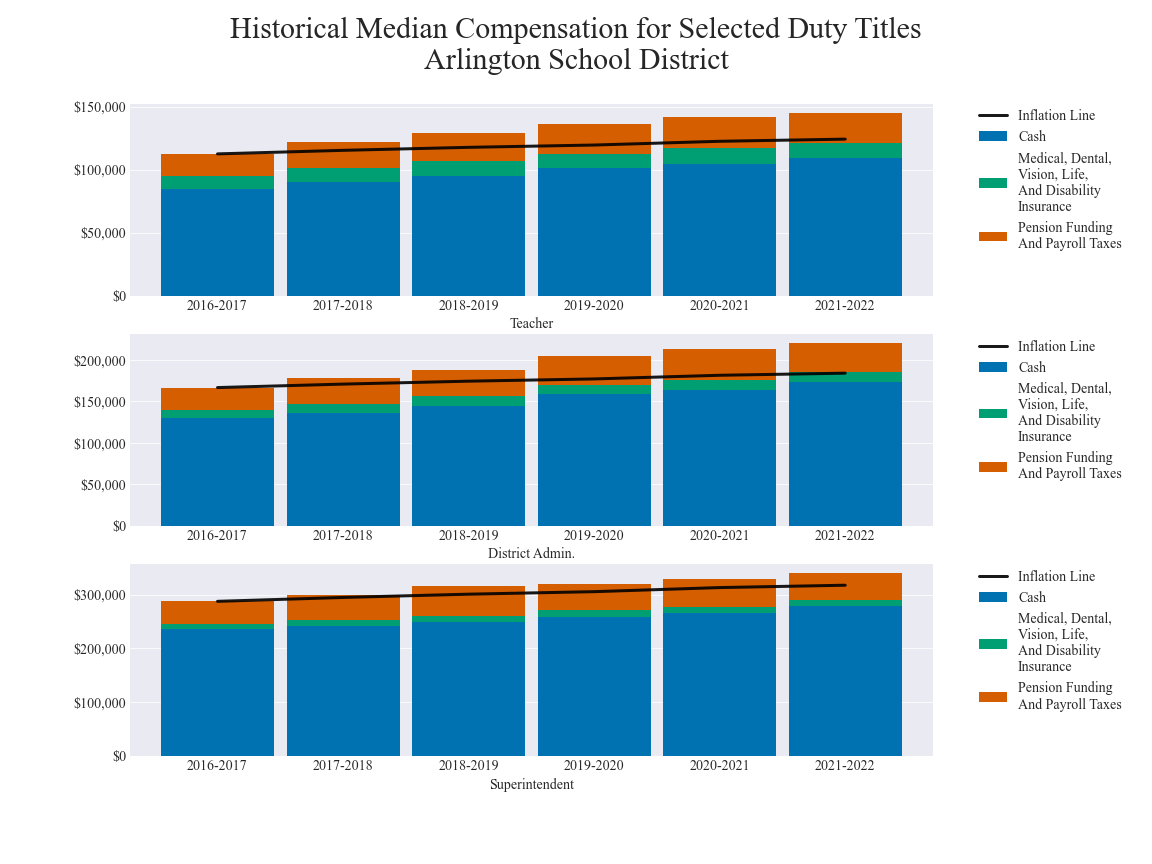 Historical Median Compensation for Selected Duty Titles
Arlington School District
$150,000
$100,000
$50,000
$0
2016-2017 2017-2018 2018-2019 2019-2020 2020-2021 2021-2022
Teacher
Inflation Line
Cash
Medical, Dental,
Vision, Life,
And Disability
Insurance
Pension Funding
And Payroll Taxes
$200,000
$150,000
$100,000
$50,000
$0
2016-2017 2017-2018 2018-2019 2019-2020 2020-2021 2021-2022
District Admin.
Inflation Line
Cash
Medical, Dental,
Vision, Life,
And Disability
Insurance
Pension Funding
And Payroll Taxes
$300,000
$200,000
$100,000
$0
2016-2017 2017-2018 2018-2019 2019-2020 2020-2021 2021-2022
Superintendent
Inflation Line
Cash
Medical, Dental,
Vision, Life,
And Disability
Insurance
Pension Funding
And Payroll Taxes